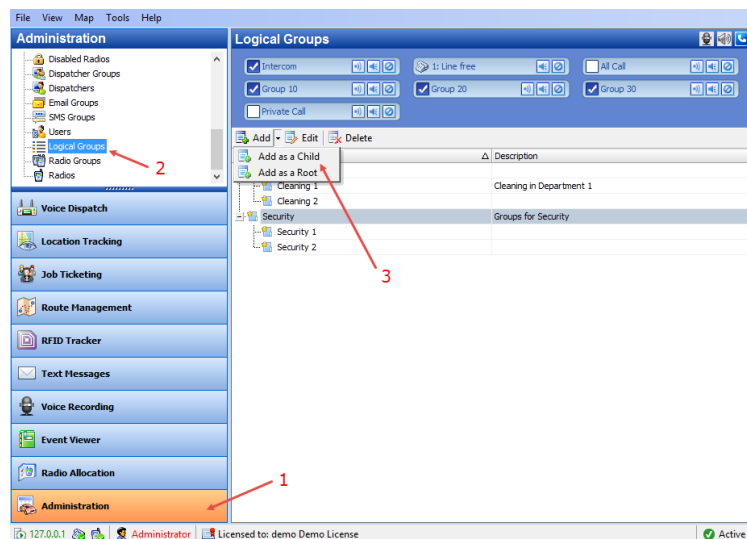 File View Map Tools Help
Administration
Disabled Radios
Dispatcher Groups
Dispatchers
Email Groups
SMS Groups
Users
Logical Groups
Radio Groups
Radios
2
Voice Dispatch
Location Tracking
Job Ticketing
Route Management
RFID Tracker
Text Messages
Voice Recording
Event Viewer
Radio Allocation
Administration
1
Logical Groups
Intercom
1: Line free
All Call
Group 10
Group 20
Group 30
Private Call
Add Edit Delete
Add as a Child
Add as a Root
Description
Cleaning 1 Cleaning in Department 1
Cleaning 2
Security Groups for Security
Security 1
Security 2
3
127.0.0.1 Administrator Licensed to: demo Demo License Active